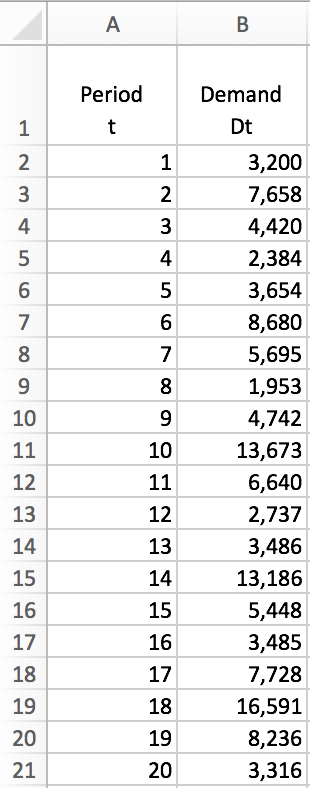 A B
1 Period t Demand Dt
2 1 3,200
3 2 7,658
4 3 4,420
5 4 2,384
6 5 3,654
7 6 8,680
8 7 5,695
9 8 1,953
10 9 4,742
11 10 13,673
12 11 6,640
13 12 2,737
14 13 3,486
15 14 13,186
16 15 5,448
17 16 3,485
18 17 7,728
19 18 16,591
20 19 8,236
21 20 3,316